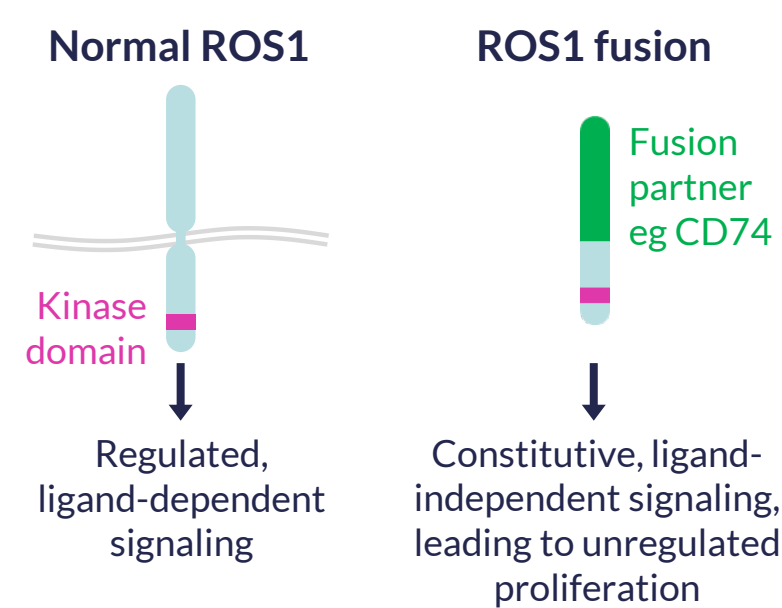 Normal ROS1
Kinase
domain
Regulated,
ligand-dependent
signaling
ROS1 fusion
Fusion
partner
eg CD74
Constitutive, ligand-
independent signaling,
leading to unregulated
proliferation